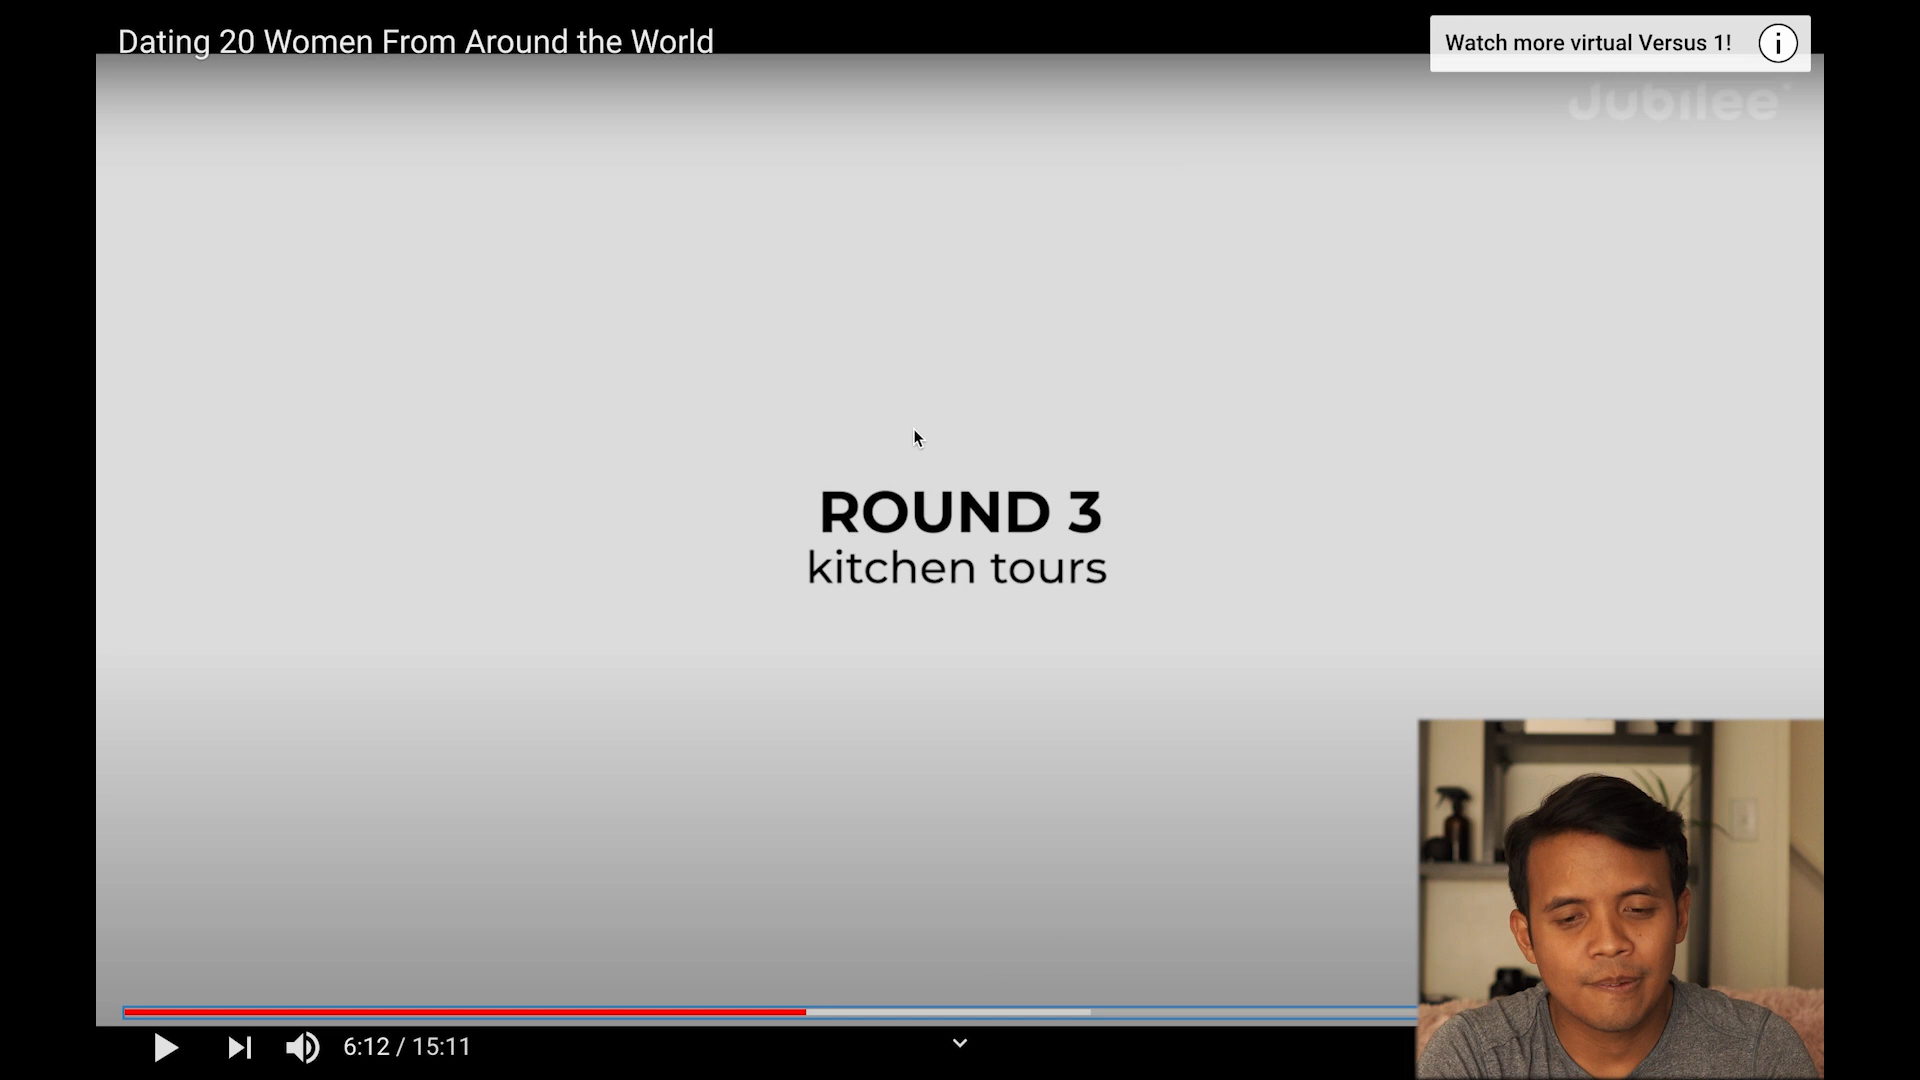 Dating 20 Women From Around the World
Watch more virtual Versus 1!
Jubilee
ROUND 3
kitchen tours
6:12 / 15:11